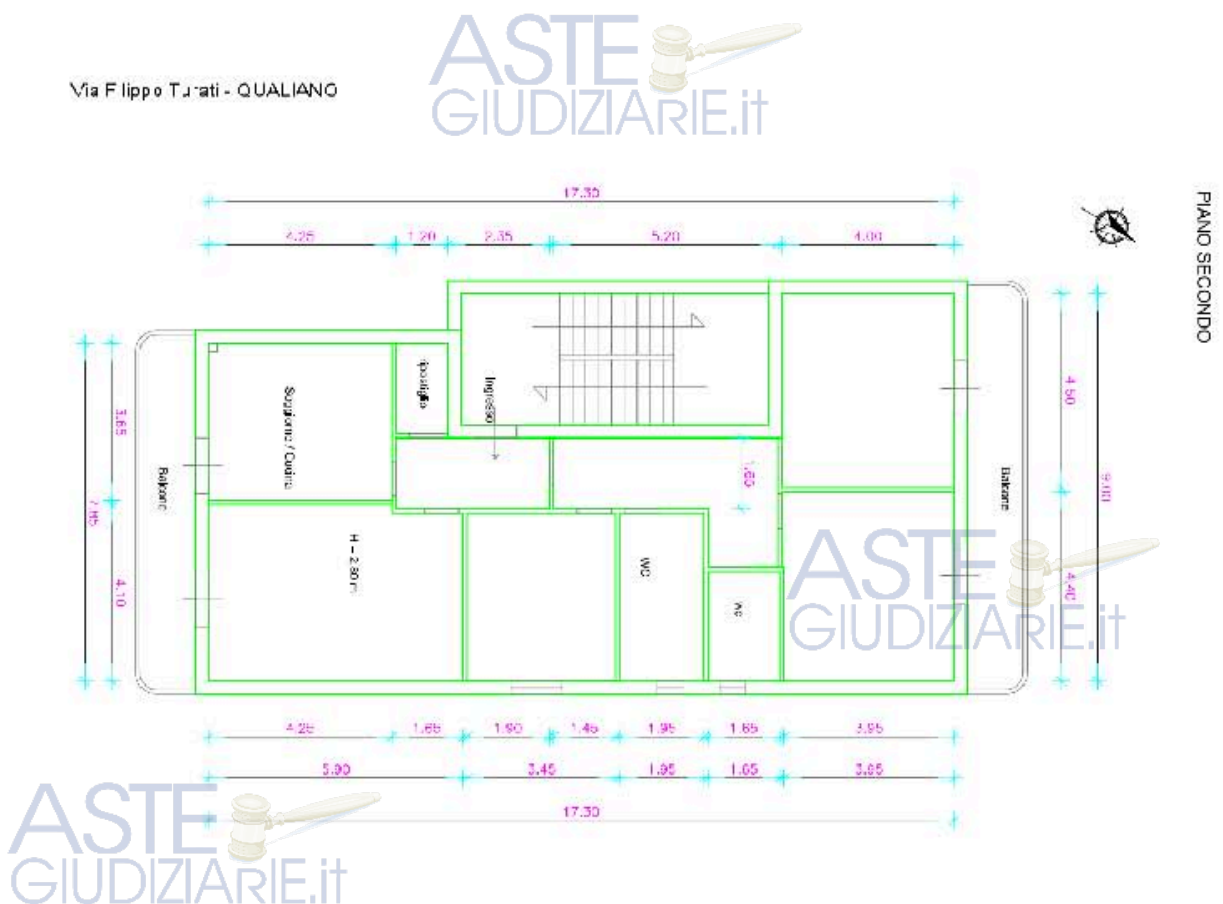 ASTE
GIUDIZIARIE.it
Via Filippo Turati - QUALIANO
PIANO SECONDO
17.30
4.25 1.20 2.35 5.20 4.00
ripostiglio
Ingresso
Soggiorno / Cucina
Balcone
Balcone
3.65
7.85
4.10
1.60
4.50
9.00
4.40
H = 2.80 m
WC
WC
ASTE
GIUDIZIARIE.it
4.25 1.65 1.90 1.45 1.95 1.65 3.95
5.90 3.45 1.95 1.65 3.95
17.30
ASTE
GIUDIZIARIE.it